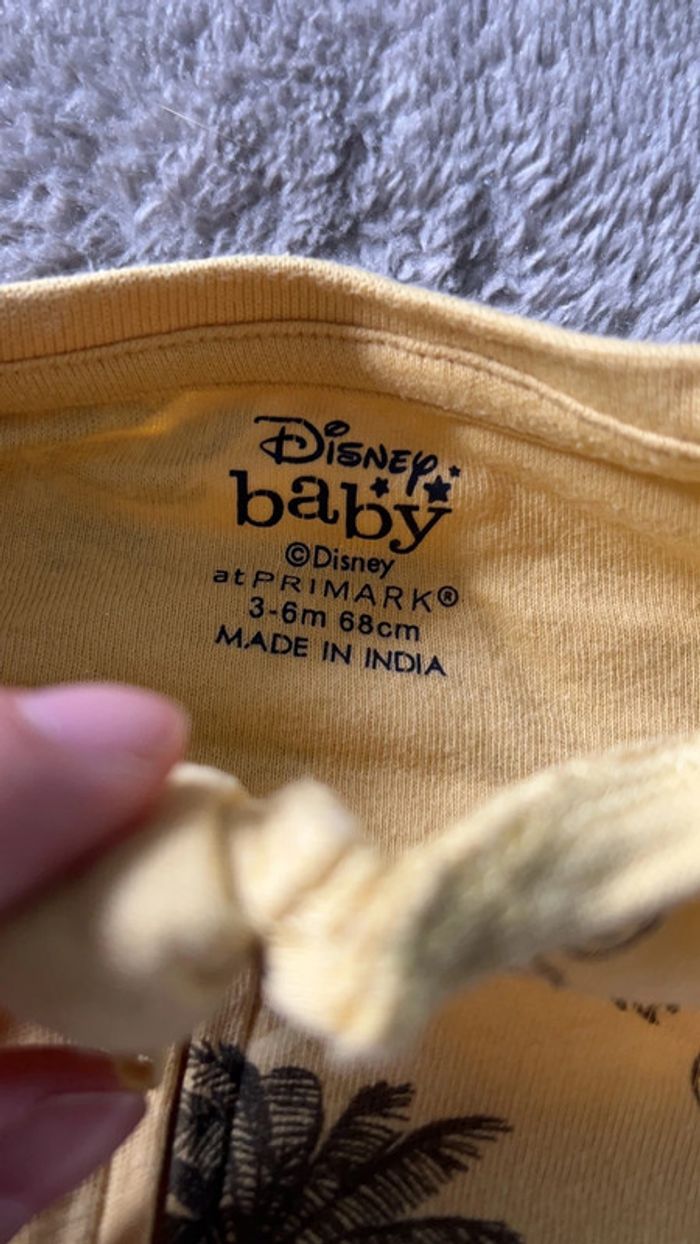 Disney
baby
©Disney
at PRIMARK®
3-6m 68cm
MADE IN INDIA